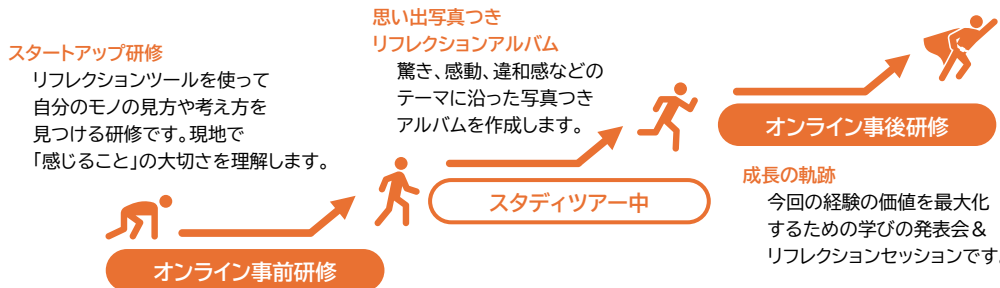 スタートアップ研修
リフレクションツールを使って
自分のモノの見方や考え方を
見つける研修です。現地で
「感じること」の大切さを理解します。
オンライン事前研修
思い出写真つき
リフレクションアルバム
驚き、感動、違和感などの
テーマに沿った写真つき
アルバムを作成します。
スタディツアー中
オンライン事後研修
成長の軌跡
今回の経験の価値を最大化
するための学びの発表会＆
リフレクションセッションです。